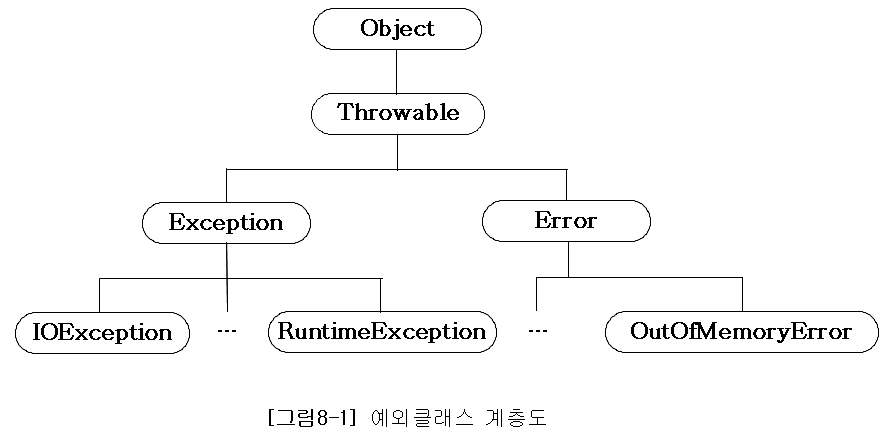 Object
Throwable
Exception
Error
IOException ... RuntimeException ... OutOfMemoryError
[그림8-1] 예외클래스 계층도